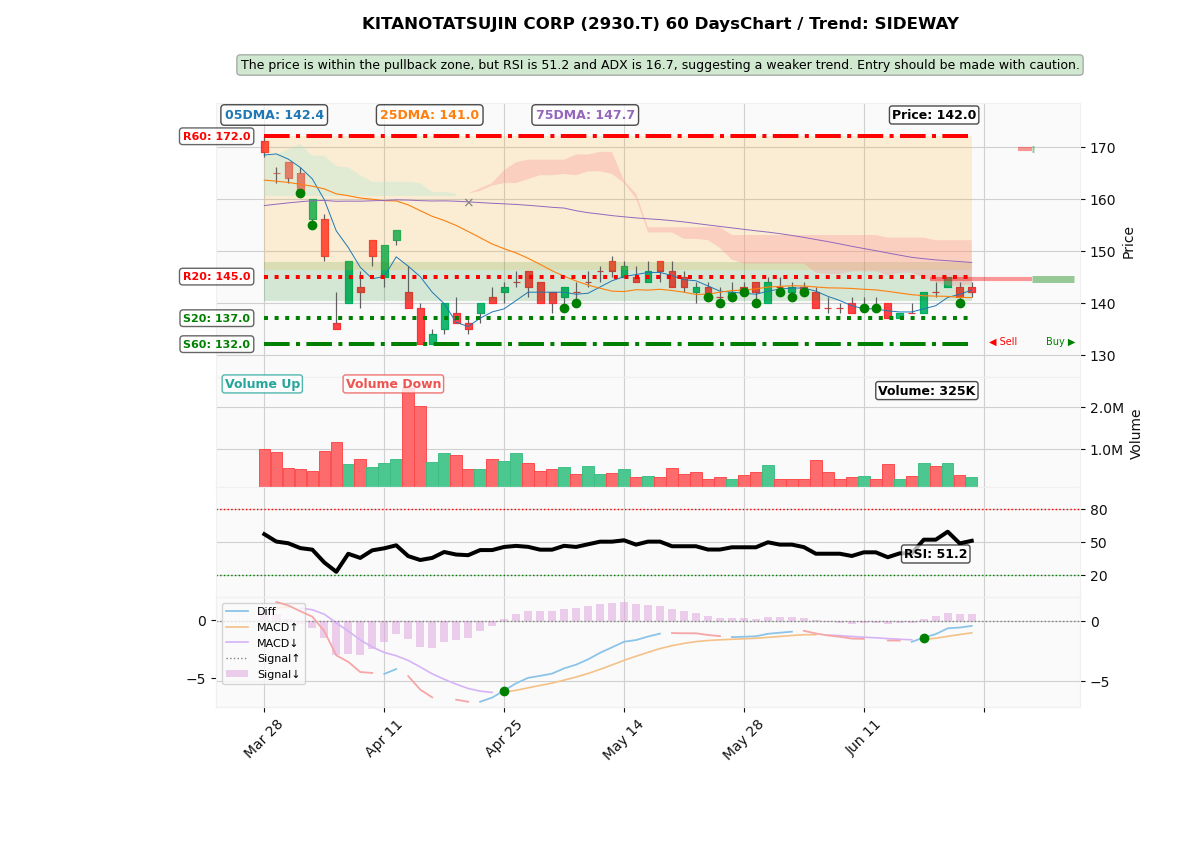 KITANOTATSUJIN CORP (2930.T) 60 DaysChart / Trend: SIDEWAY
The price is within the pullback zone, but RSI is 51.2 and ADX is 16.7, suggesting a weaker trend. Entry should be made with caution.
05DMA: 142.4
25DMA: 141.0
75DMA: 147.7
Price: 142.0
R60: 172.0
R20: 145.0
S20: 137.0
S60: 132.0
170
160
150
140
130
Price
◀ Sell
Buy ▶
Volume Up
Volume Down
Volume: 325K
2.0M
1.0M
Volume
80
50
20
RSI: 51.2
Diff
MACD↑
MACD↓
Signal↑
Signal↓
0
−5
0
−5
Mar 28
Apr 11
Apr 25
May 14
May 28
Jun 11